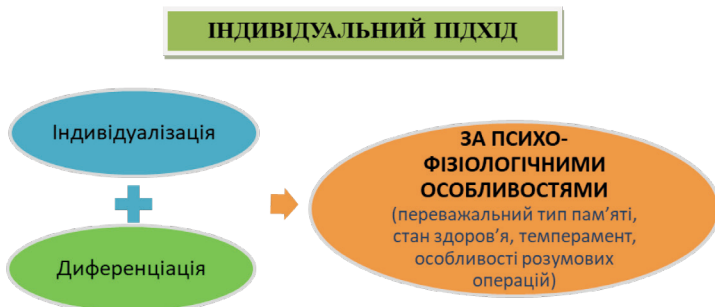 ІНДИВІДУАЛЬНИЙ ПІДХІД
Індивідуалізація
Диференціація
ЗА ПСИХО-
ФІЗІОЛОГІЧНИМИ
ОСОБЛИВОСТЯМИ
(переважальний тип пам’яті,
стан здоров’я, темперамент,
особливості розумових
операцій)